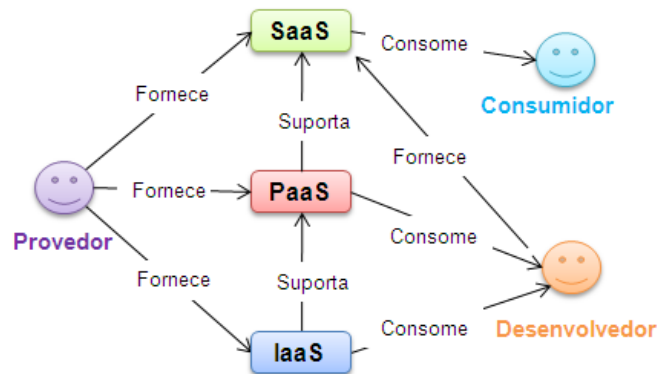 SaaS
Consome
Consumidor
Fornece
Suporta
Fornece
Provedor
Fornece
PaaS
Consome
Fornece
Suporta
Desenvolvedor
Consome
IaaS